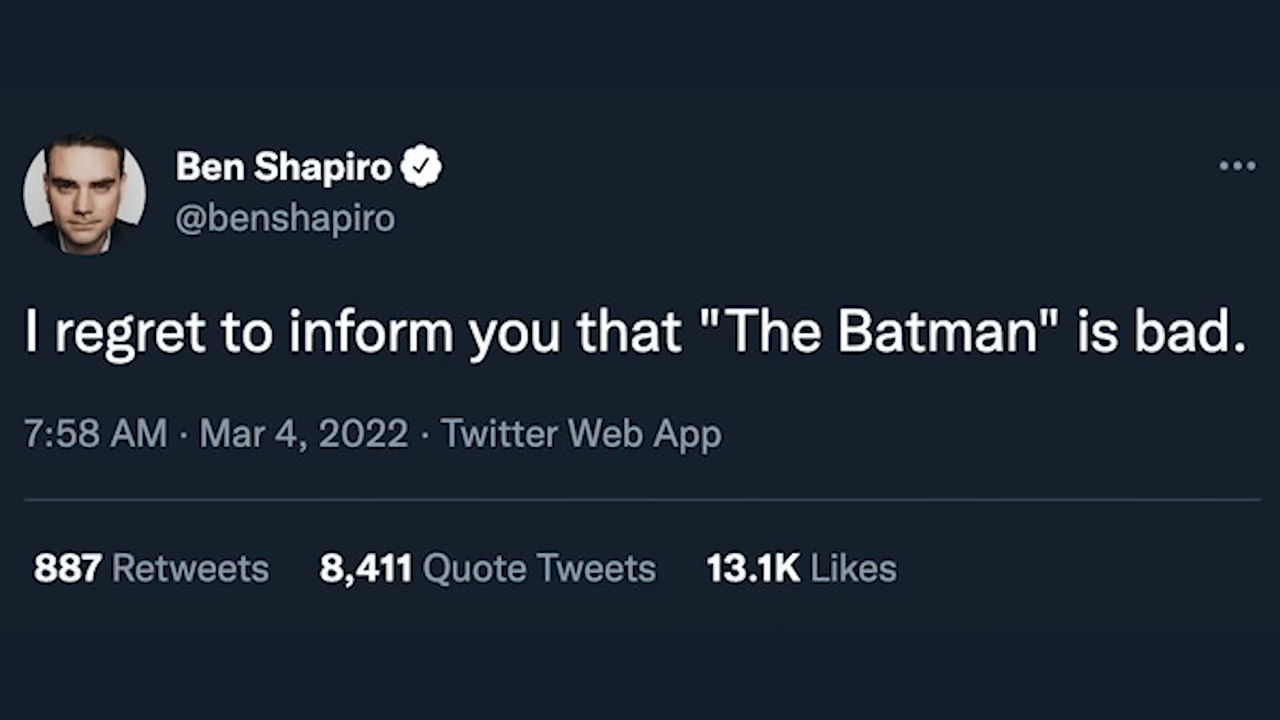 Ben Shapiro
@benshapiro
I regret to inform you that "The Batman" is bad.
7:58 AM · Mar 4, 2022 · Twitter Web App
887 Retweets 8,411 Quote Tweets 13.1K Likes